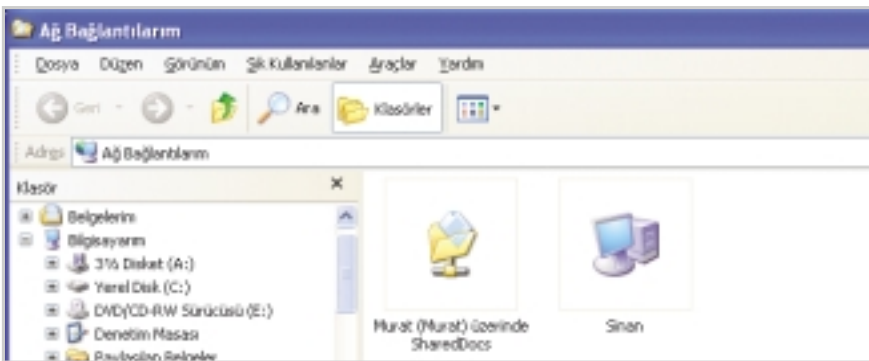 Ağ Bağlantılarım
Dosya Düzen Görünüm Sık Kullanılanlar Araçlar Yardım
Geri Ara Klasörler
Adres Ağ Bağlantılarım
Klasör
Belgelerim
Bilgisayarım
3½ Disket (A:)
Yerel Disk (C:)
DVD/CD-RW Sürücüsü (E:)
Denetim Masası
Paylaşılan Belgeler
Murat (Murat) üzerinde
SharedDocs
Sinan